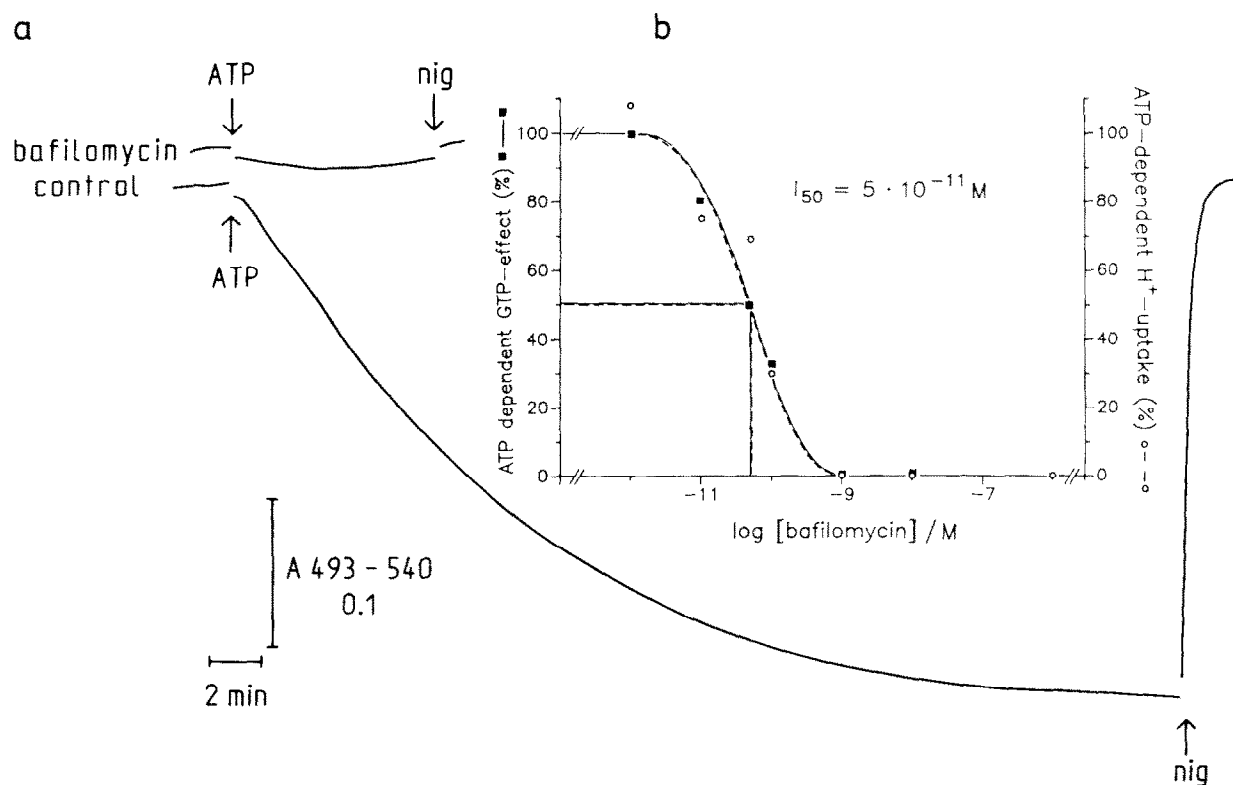 a
ATP
nig
bafilomycin
control
ATP
A 493 - 540
0.1
2 min
nig
b
ATP dependent GTP-effect (%)
100
80
60
40
20
0
I50 = 5 · 10−11 M
100
80
60
40
20
0
ATP-dependent H+-uptake (%)
-11
-9
-7
log [bafilomycin] / M